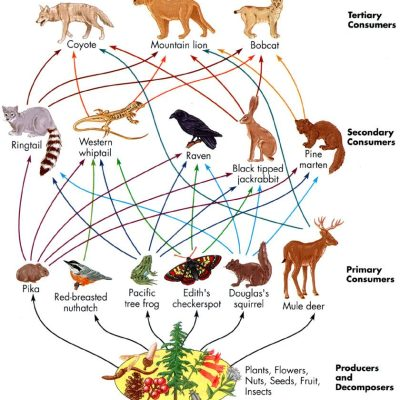 Tertiary
Consumers
Coyote
Mountain lion
Bobcat
Secondary
Consumers
Ringtail
Western
whiptail
Raven
Black tipped
jackrabbit
Pine
marten
Primary
Consumers
Pika
Red-breasted
nuthatch
Pacific
tree frog
Edith's
checkerspot
Douglas's
squirrel
Mule deer
Plants, Flowers,
Nuts, Seeds, Fruit,
Insects
Producers
and
Decomposers